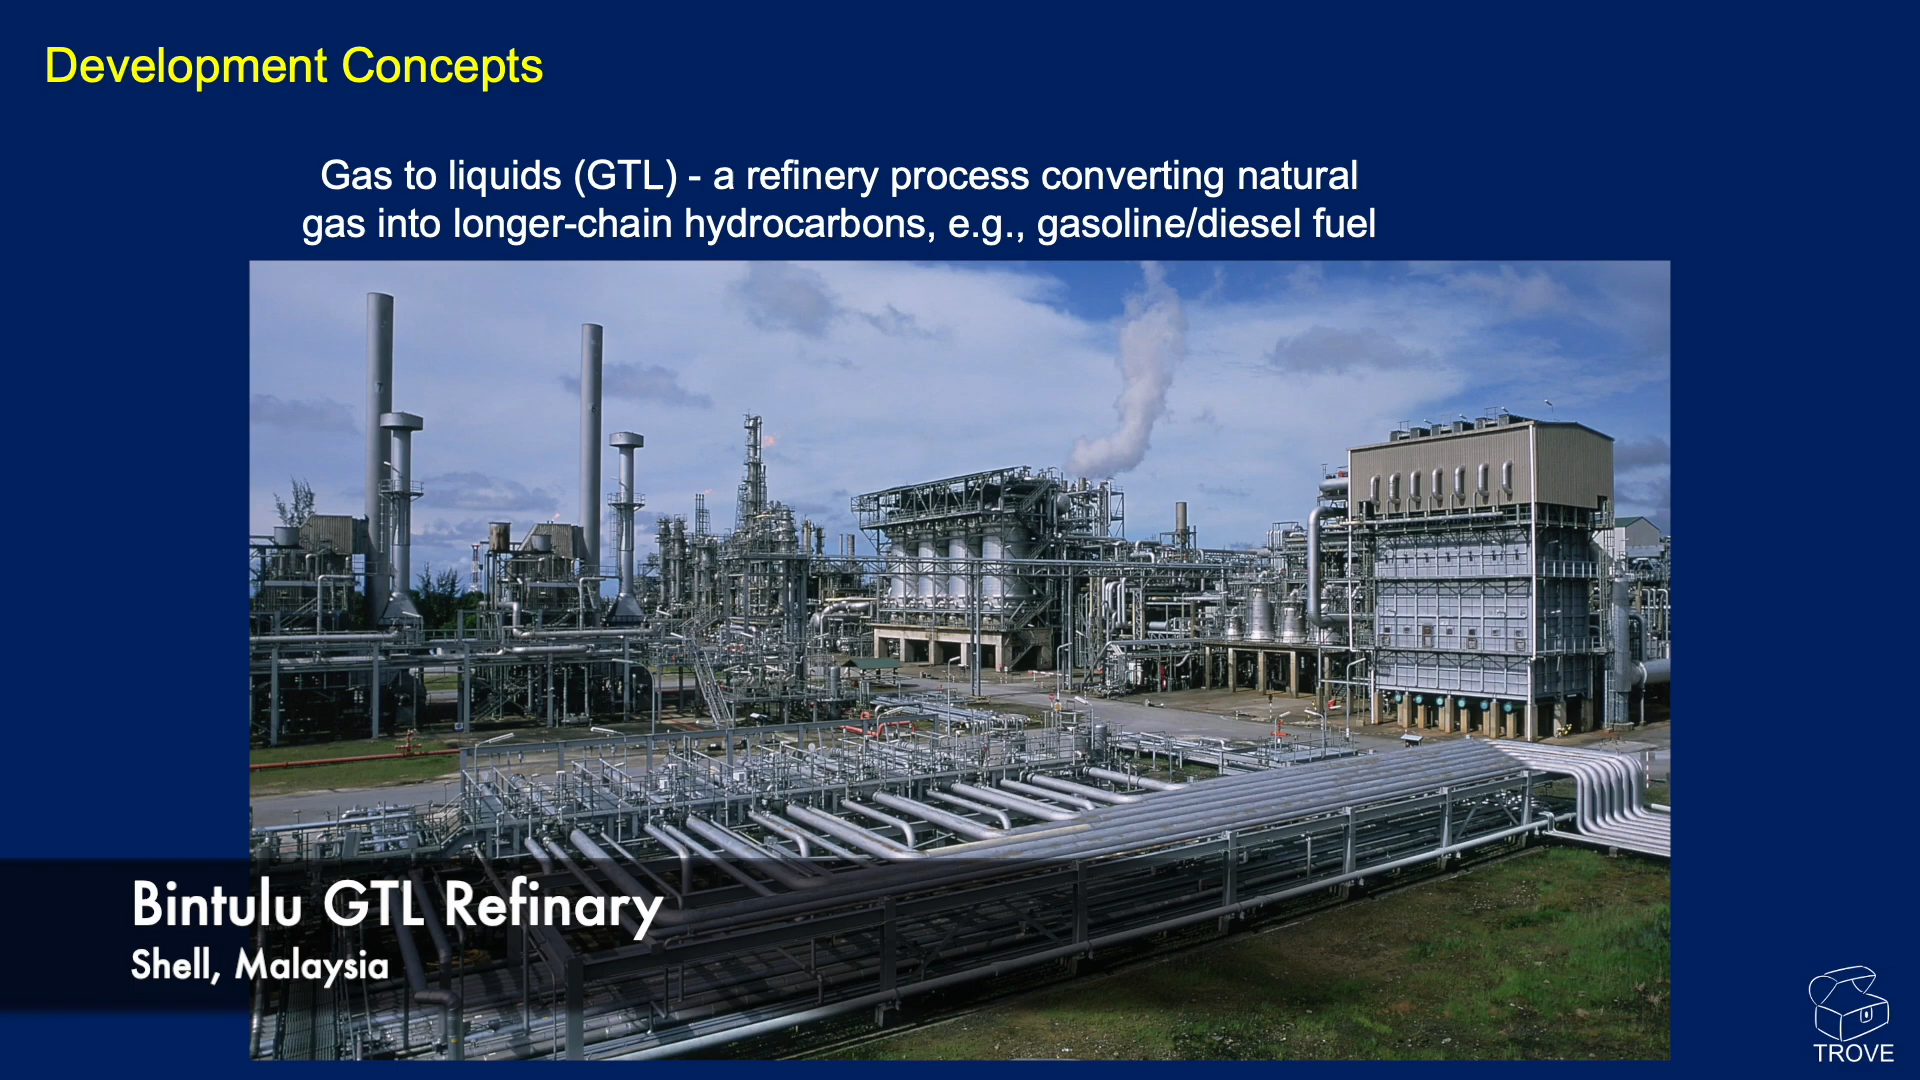 Development Concepts
Gas to liquids (GTL) - a refinery process converting natural
gas into longer-chain hydrocarbons, e.g., gasoline/diesel fuel
Bintulu GTL Refinary
Shell, Malaysia
TROVE